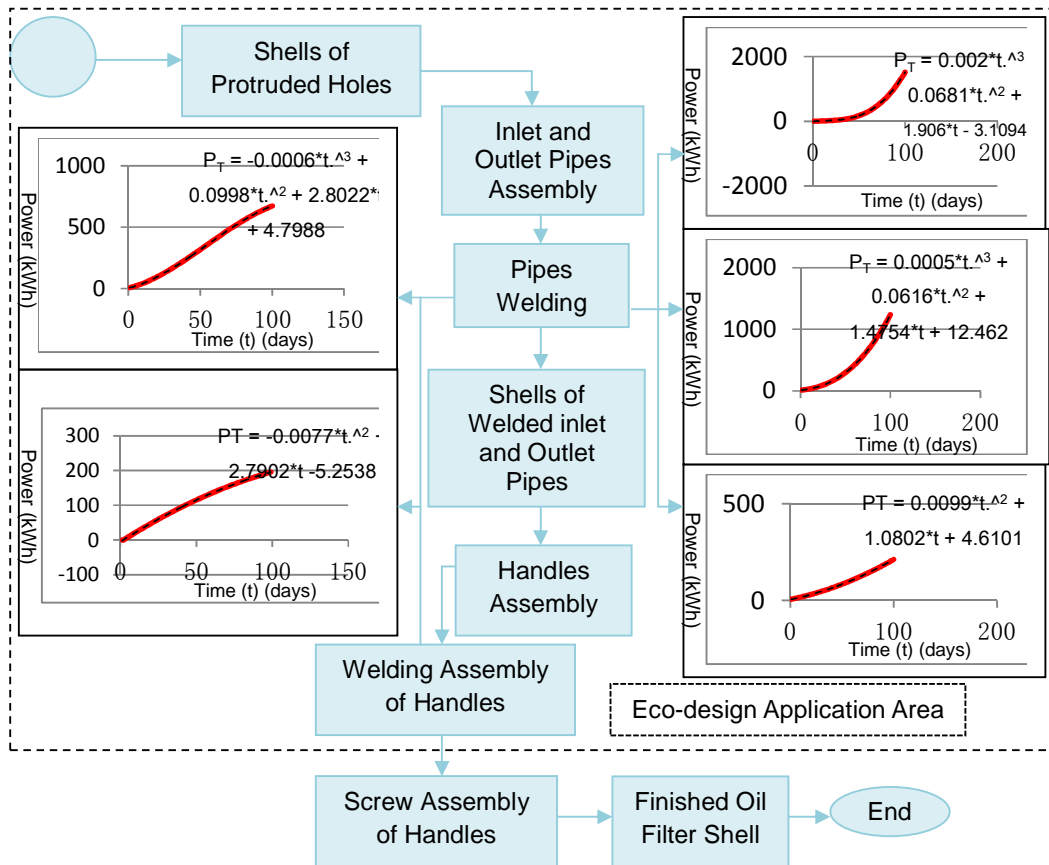 Shells of
Protruded Holes
Inlet and
Outlet Pipes
Assembly
Pipes
Welding
Shells of
Welded inlet
and Outlet
Pipes
Handles
Assembly
Welding Assembly
of Handles
Screw Assembly
of Handles
Finished Oil
Filter Shell
End
Eco-design Application Area
Power (kWh)
1000
500
0
P_T = -0.0006*t.^3 +
0.0998*t.^2 + 2.8022*t
+ 4.7988
0 50 100 150
Time (t) (days)
Power (kWh)
300
200
100
0
-100
PT = -0.0077*t.^2 +
2.7902*t -5.2538
0 50 100 150
Time (t) (days)
Power (kWh)
2000
0
-2000
P_T = 0.002*t.^3
0.0681*t.^2 +
1.906*t - 3.1094
0 100 200
Time (t) (days)
Power (kWh)
2000
1000
0
P_T = 0.0005*t.^3 +
0.0616*t.^2 +
1.4754*t + 12.462
0 100 200
Time (t) (days)
Power (kWh)
500
0
PT = 0.0099*t.^2 +
1.0802*t + 4.6101
0 100 200
Time (t) (days)